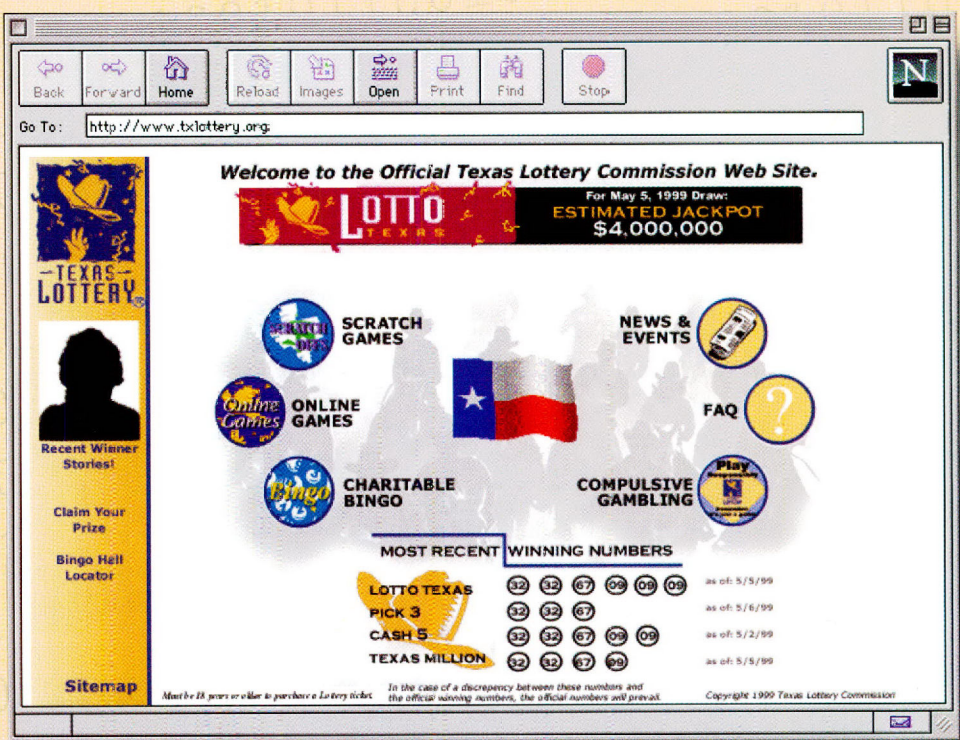 Back Forward Home Reload Images Open Print Find Stop
N
Go To: http://www.txlottery.org
Welcome to the Official Texas Lottery Commission Web Site.
LOTTO
TEXAS
For May 5, 1999 Draw:
ESTIMATED JACKPOT
$4,000,000
TEXAS
LOTTERY®
Recent Winner
Stories!
Claim Your
Prize
Bingo Hall
Locator
Sitemap
SCRATCH
OFFS
SCRATCH
GAMES
Online
Games
ONLINE
GAMES
Bingo
CHARITABLE
BINGO
NEWS &
EVENTS
FAQ
?
COMPULSIVE
GAMBLING
Play
MOST RECENT WINNING NUMBERS
LOTTO TEXAS 32 32 67 09 09 09 as of: 5/5/99
PICK 3 32 32 67 as of: 5/6/99
CASH 5 32 32 67 09 09 as of: 5/2/99
TEXAS MILLION 32 32 67 09 as of: 5/5/99
Must be 18 years or older to purchase a Lottery ticket.
In the case of a discrepency between these numbers and
the official winning numbers, the official numbers will prevail.
Copyright 1999 Texas Lottery Commission